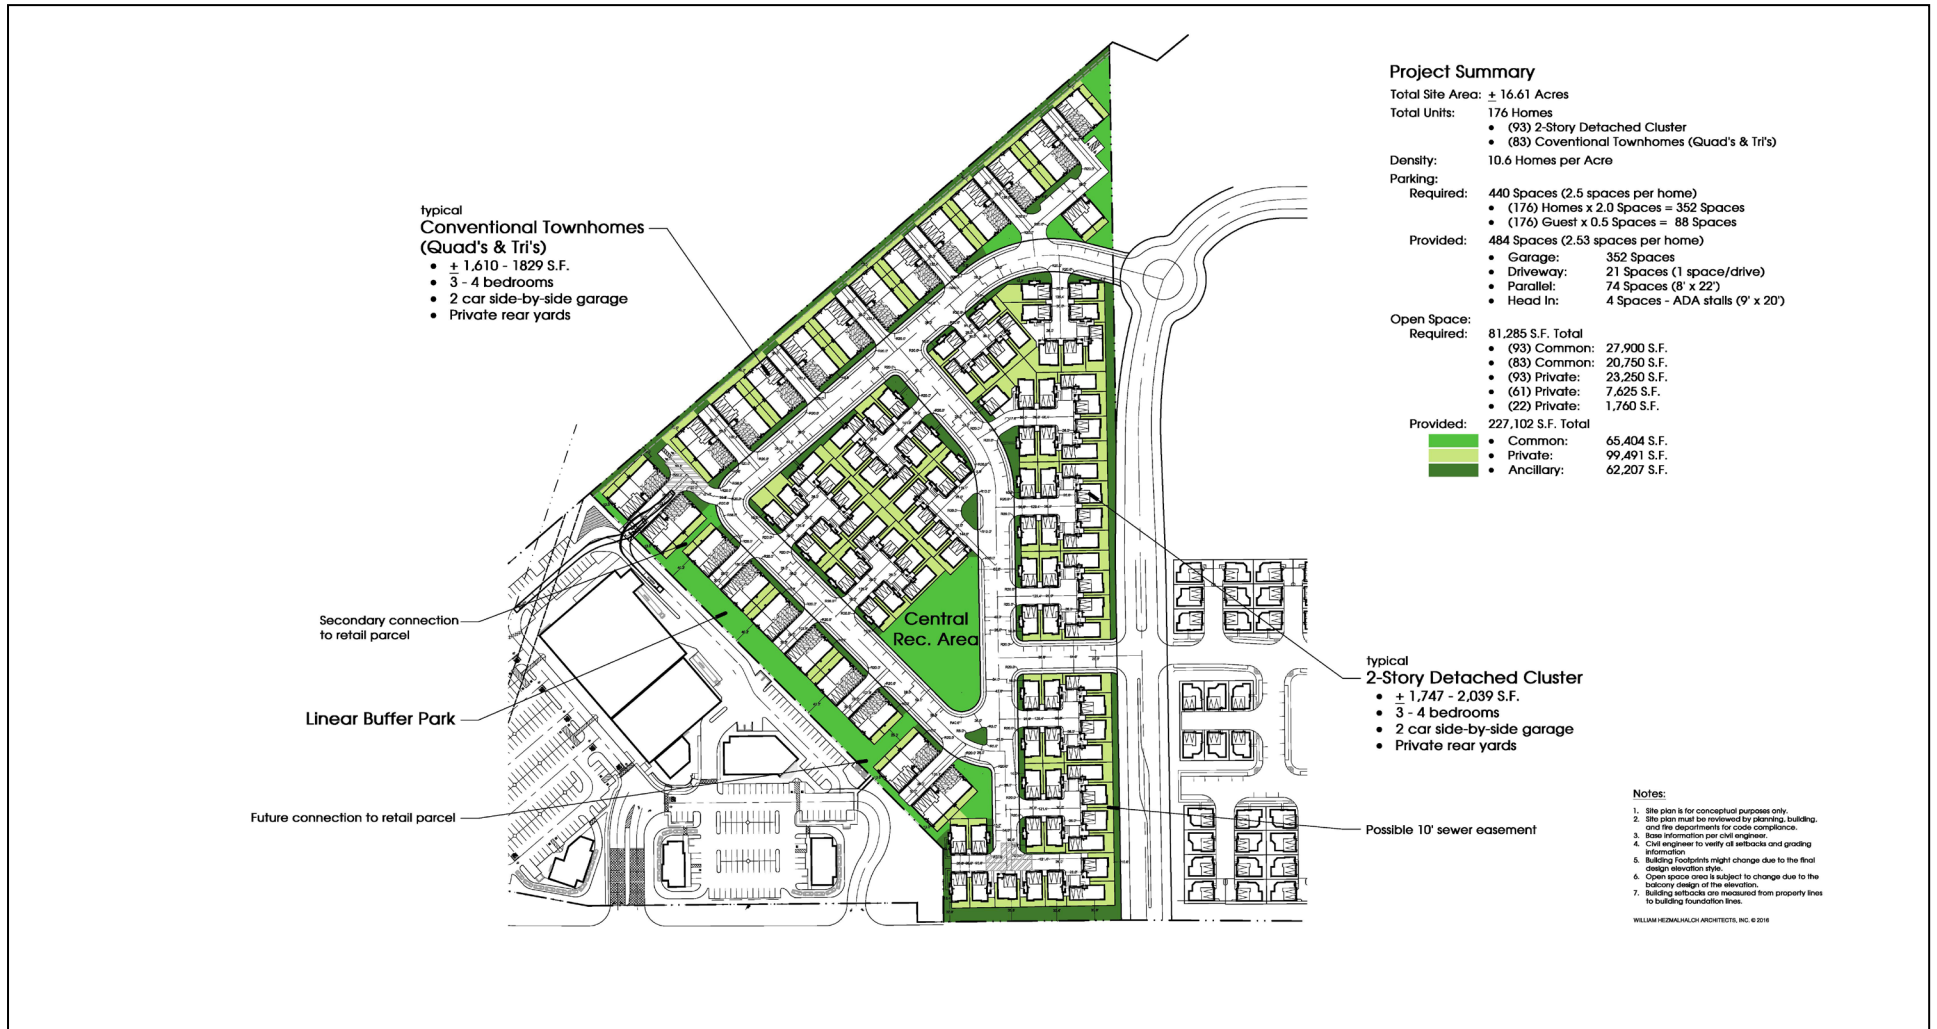 Project Summary
Total Site Area: + 16.61 Acres
Total Units: 176 Homes
• (93) 2-Story Detached Cluster
• (83) Coventional Townhomes (Quad's & Tri's)
Density: 10.6 Homes per Acre
Parking:
Required: 440 Spaces (2.5 spaces per home)
• (176) Homes x 2.0 Spaces = 352 Spaces
• (176) Guest x 0.5 Spaces = 88 Spaces
Provided: 484 Spaces (2.53 spaces per home)
• Garage: 352 Spaces
• Driveway: 21 Spaces (1 space/drive)
• Parallel: 74 Spaces (8' x 22')
• Head In: 4 Spaces - ADA stalls (9' x 20')
Open Space:
Required: 81,285 S.F. Total
• (93) Common: 27,900 S.F.
• (83) Common: 20,750 S.F.
• (93) Private: 23,250 S.F.
• (61) Private: 7,625 S.F.
• (22) Private: 1,760 S.F.
Provided: 227,102 S.F. Total
• Common: 65,404 S.F.
• Private: 99,491 S.F.
• Ancillary: 62,207 S.F.
typical
Conventional Townhomes
(Quad's & Tri's)
• + 1,610 - 1829 S.F.
• 3 - 4 bedrooms
• 2 car side-by-side garage
• Private rear yards
Secondary connection
to retail parcel
Linear Buffer Park
Future connection to retail parcel
Central
Rec. Area
typical
2-Story Detached Cluster
• + 1,747 - 2,039 S.F.
• 3 - 4 bedrooms
• 2 car side-by-side garage
• Private rear yards
Possible 10' sewer easement
Notes:
1. Site plan is for conceptual purposes only.
2. Site plan must be reviewed by planning, building,
and fire departments for code compliance.
3. Base information per civil engineer.
4. Civil engineer to verify all setbacks and grading
information
5. Building Footprints might change due to the final
design elevation style.
6. Open space area is subject to change due to the
balcony design of the elevation.
7. Building setbacks are measured from property lines
to building foundation lines.
WILLIAM HEZMALHALCH ARCHITECTS, INC. © 2016